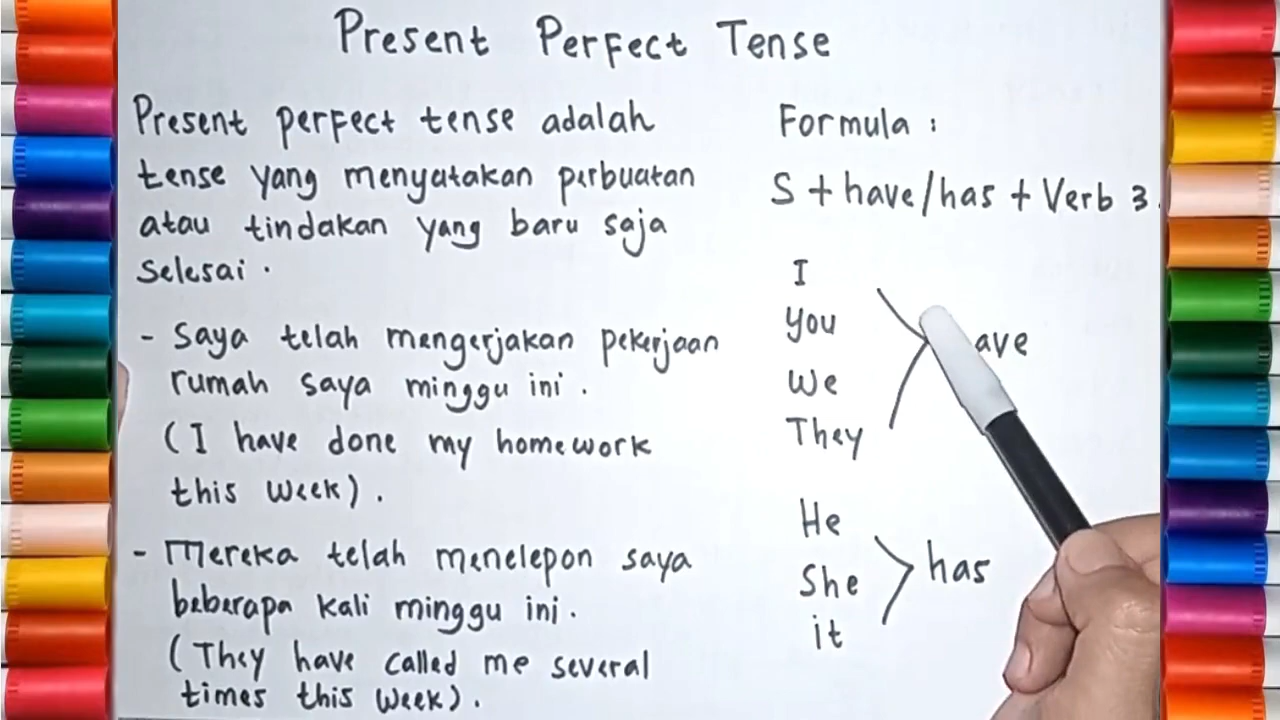 Present Perfect Tense
Present perfect tense adalah
tense yang menyatakan perbuatan
atau tindakan yang baru saja
selesai.
- Saya telah mengerjakan pekerjaan
rumah saya minggu ini.
(I have done my homework
this week).
- Mereka telah menelepon saya
beberapa kali minggu ini.
(They have called me several
times this week).
Formula :
S + have/has + Verb 3.
I
You
We
They
ave
He
She
it
has